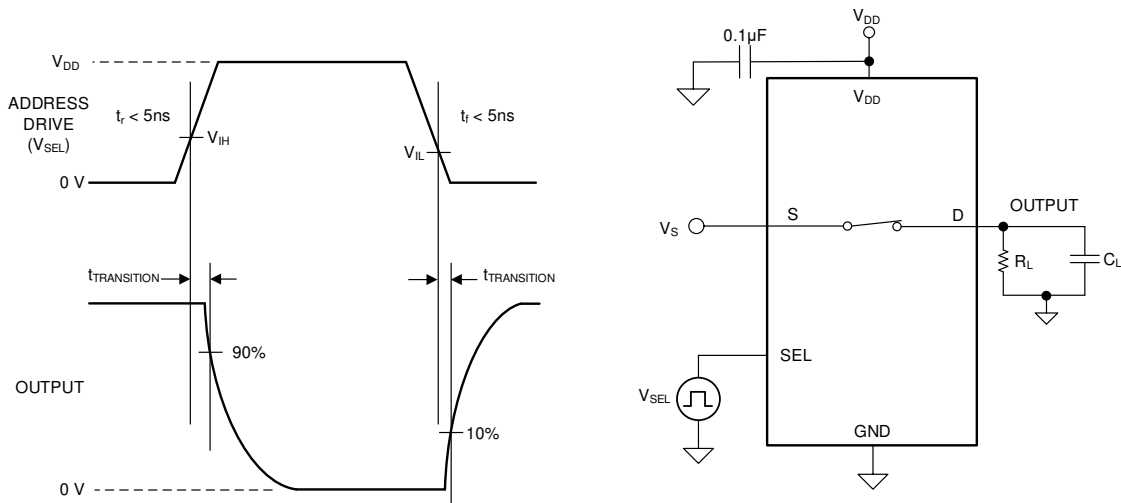 V_DD
ADDRESS
DRIVE
(V_SEL)
t_r < 5ns
V_IH
V_IL
t_f < 5ns
0 V
t_TRANSITION
t_TRANSITION
90%
OUTPUT
10%
0 V
V_DD
0.1µF
V_DD
V_S
S
D
OUTPUT
R_L
C_L
SEL
V_SEL
GND